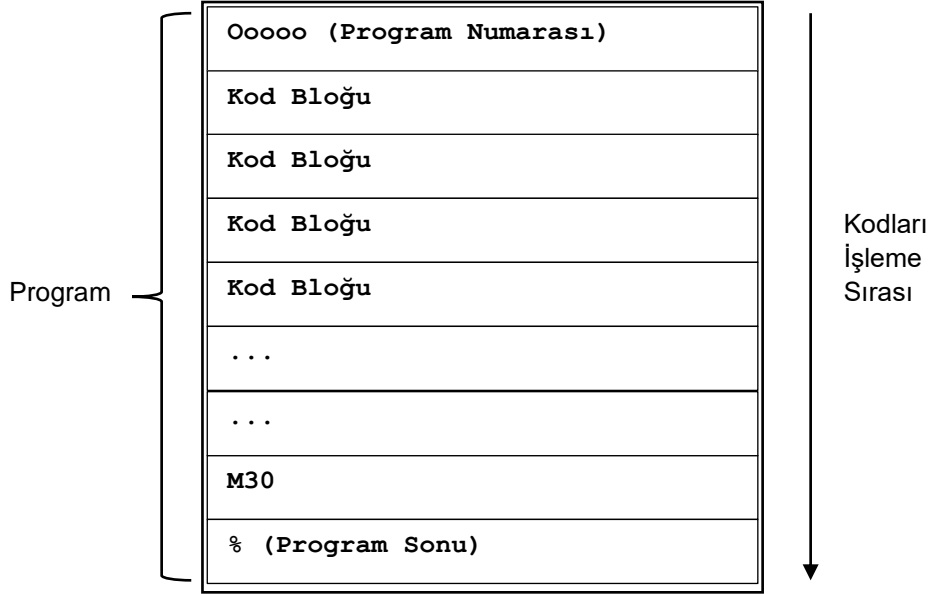 Ooooo (Program Numarası)
Kod Bloğu
Kod Bloğu
Kod Bloğu
Kod Bloğu
...
...
M30
% (Program Sonu)
Program
Kodları
İşleme
Sırası